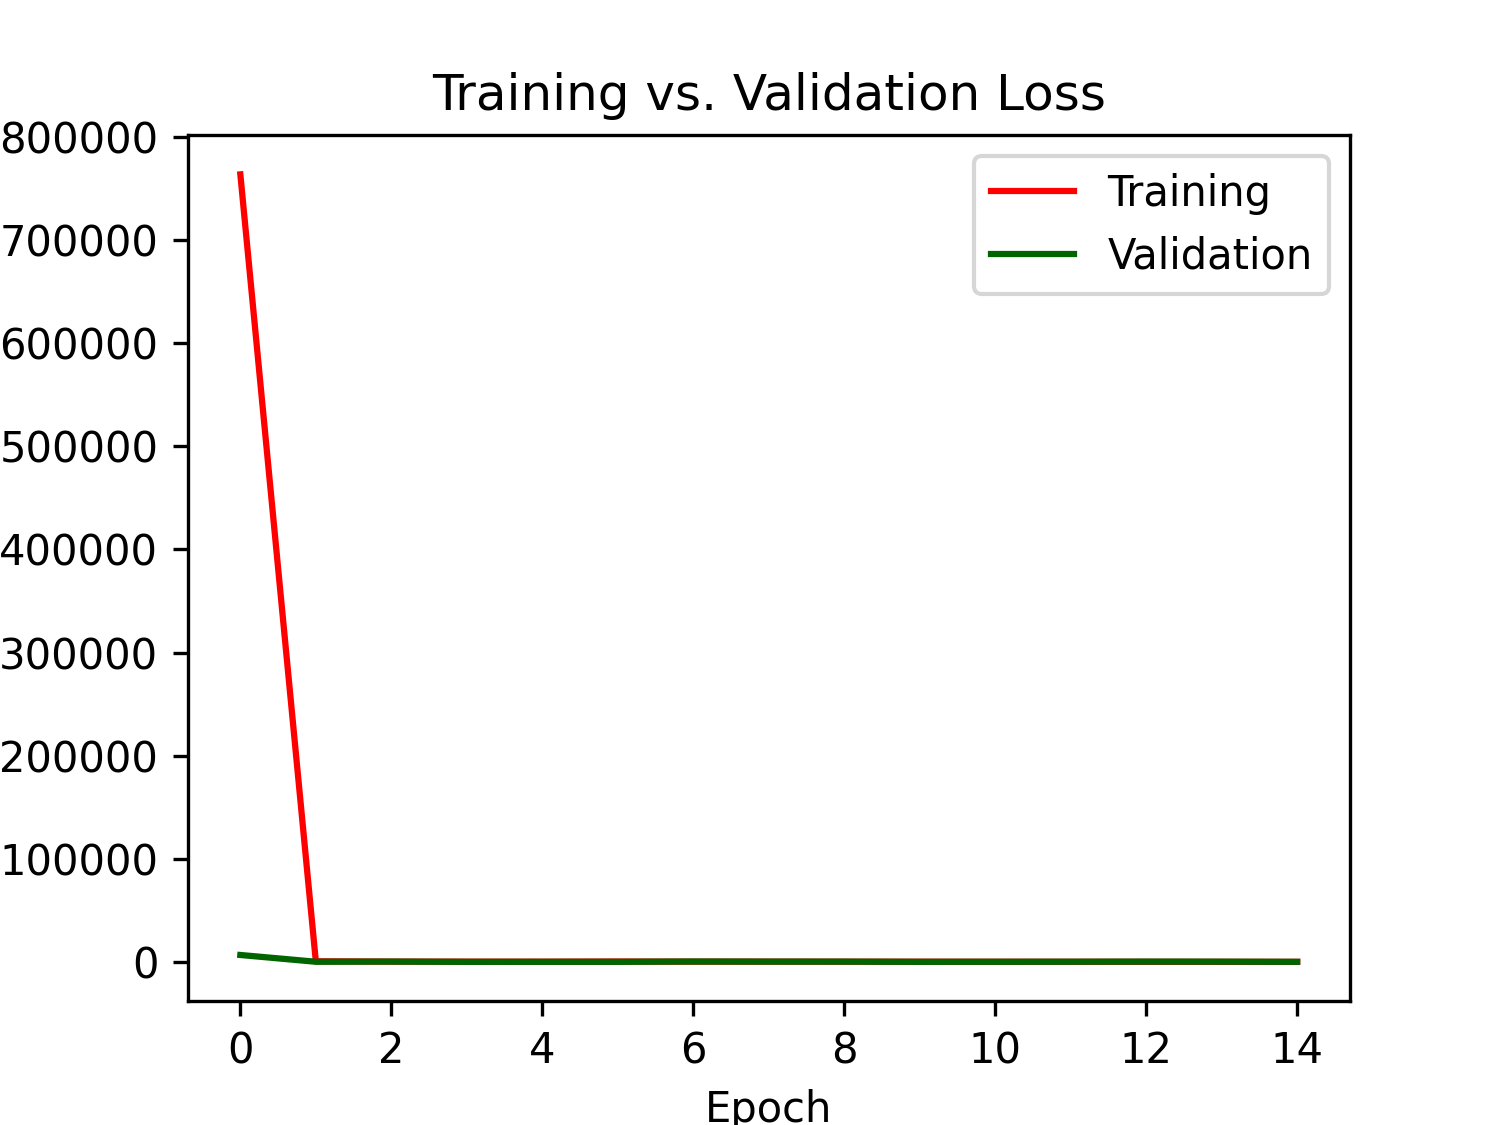 Training vs. Validation Loss
800000
700000
600000
500000
400000
300000
200000
100000
0
Training
Validation
0 2 4 6 8 10 12 14
Epoch